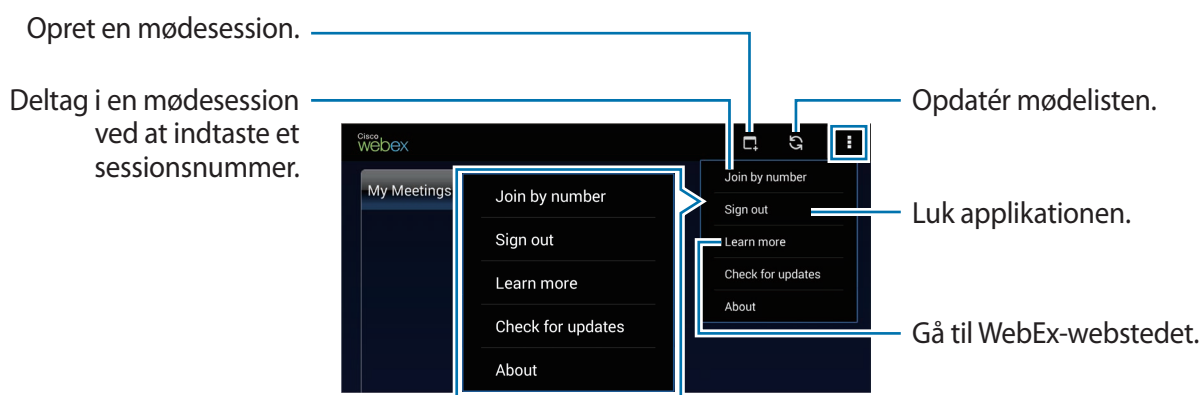 Opret en mødesession.
Deltag i en mødesession
ved at indtaste et
sessionsnummer.
Opdatér mødelisten.
Luk applikationen.
Gå til WebEx-webstedet.
Cisco
webex
My Meetings
Join by number
Sign out
Learn more
Check for updates
About
Join by number
Sign out
Learn more
Check for updates
About